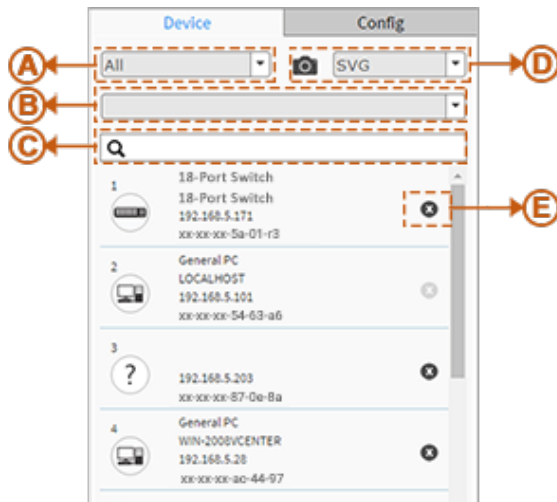 Device Config
A All SVG D
B
C
1 18-Port Switch
18-Port Switch
192.168.5.171 E
xx-xx-xx-5a-01-r3
2 General PC
LOCALHOST
192.168.5.101
xx-xx-xx-54-63-a6
3
?
192.168.5.203
xx-xx-xx-87-0e-8a
4 General PC
WIN-2008VCENTER
192.168.5.28
xx-xx-xx-ac-44-97